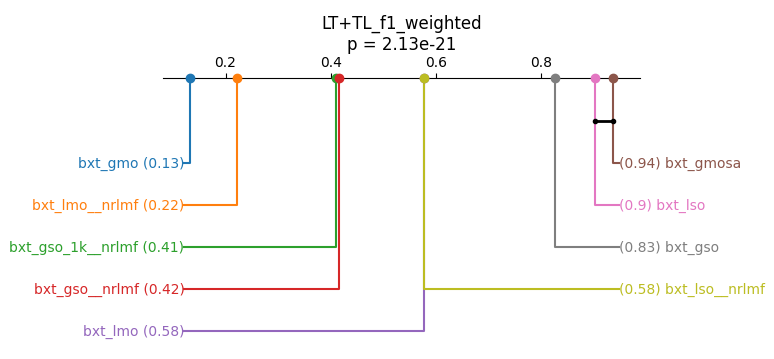 LT+TL_f1_weighted
p = 2.13e-21
0.2 0.4 0.6 0.8
bxt_gmo (0.13) (0.94) bxt_gmosa
bxt_lmo__nrlmf (0.22) (0.9) bxt_lso
bxt_gso_1k__nrlmf (0.41) (0.83) bxt_gso
bxt_gso__nrlmf (0.42) (0.58) bxt_lso__nrlmf
bxt_lmo (0.58)